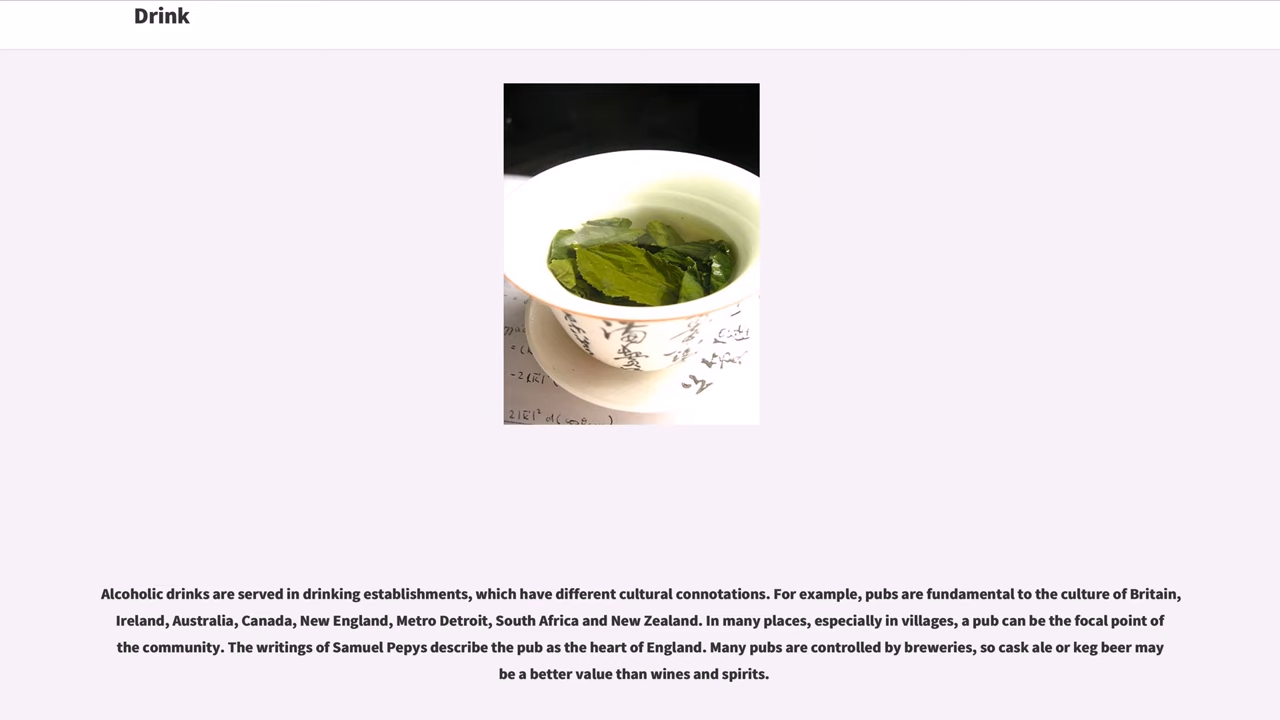 Drink
海
-2|k|
2|k|²
Alcoholic drinks are served in drinking establishments, which have different cultural connotations. For example, pubs are fundamental to the culture of Britain,
Ireland, Australia, Canada, New England, Metro Detroit, South Africa and New Zealand. In many places, especially in villages, a pub can be the focal point of
the community. The writings of Samuel Pepys describe the pub as the heart of England. Many pubs are controlled by breweries, so cask ale or keg beer may
be a better value than wines and spirits.